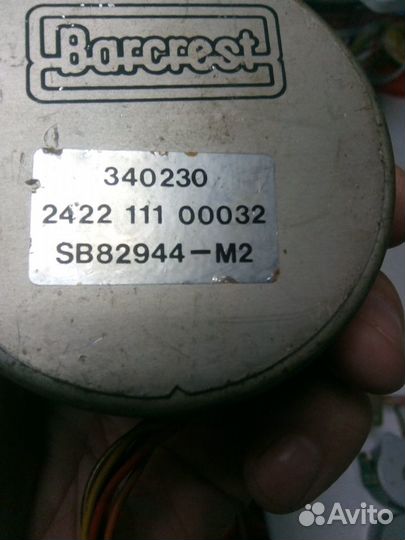 Barcrest
340230
2422 111 00032
SB82944-M2
Avito